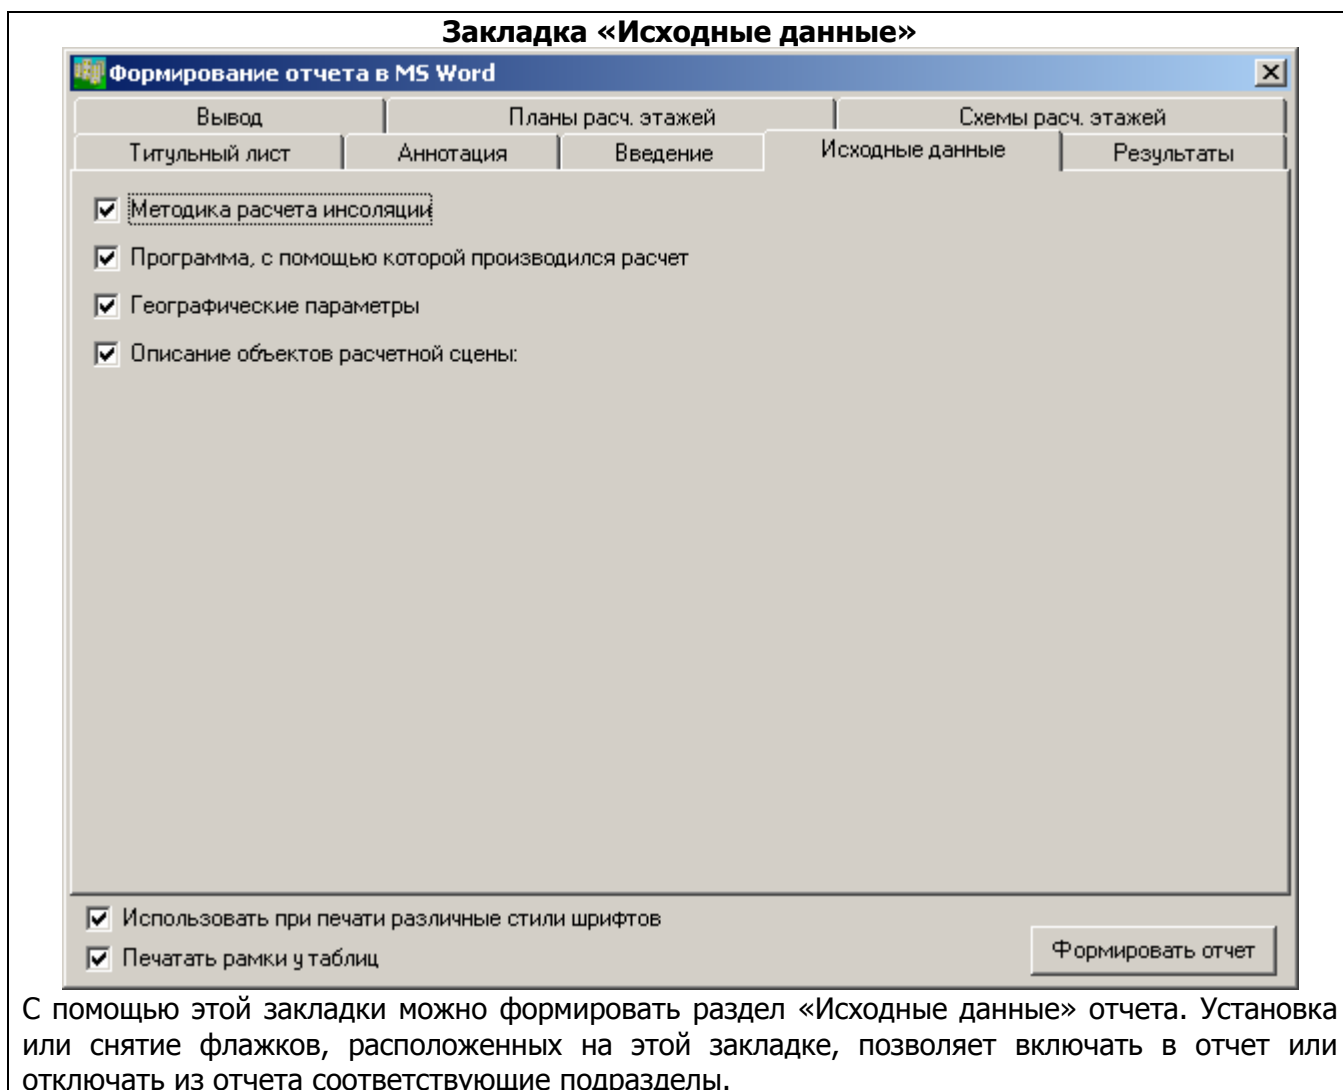 Закладка «Исходные данные»
Формирование отчета в MS Word
Вывод
Планы расч. этажей
Схемы расч. этажей
Титульный лист
Аннотация
Введение
Исходные данные
Результаты
Методика расчета инсоляции
Программа, с помощью которой производился расчет
Географические параметры
Описание объектов расчетной сцены:
Использовать при печати различные стили шрифтов
Печатать рамки у таблиц
Формировать отчет
С помощью этой закладки можно формировать раздел «Исходные данные» отчета. Установка
или снятие флажков, расположенных на этой закладке, позволяет включать в отчет или
отключать из отчета соответствующие подразделы.